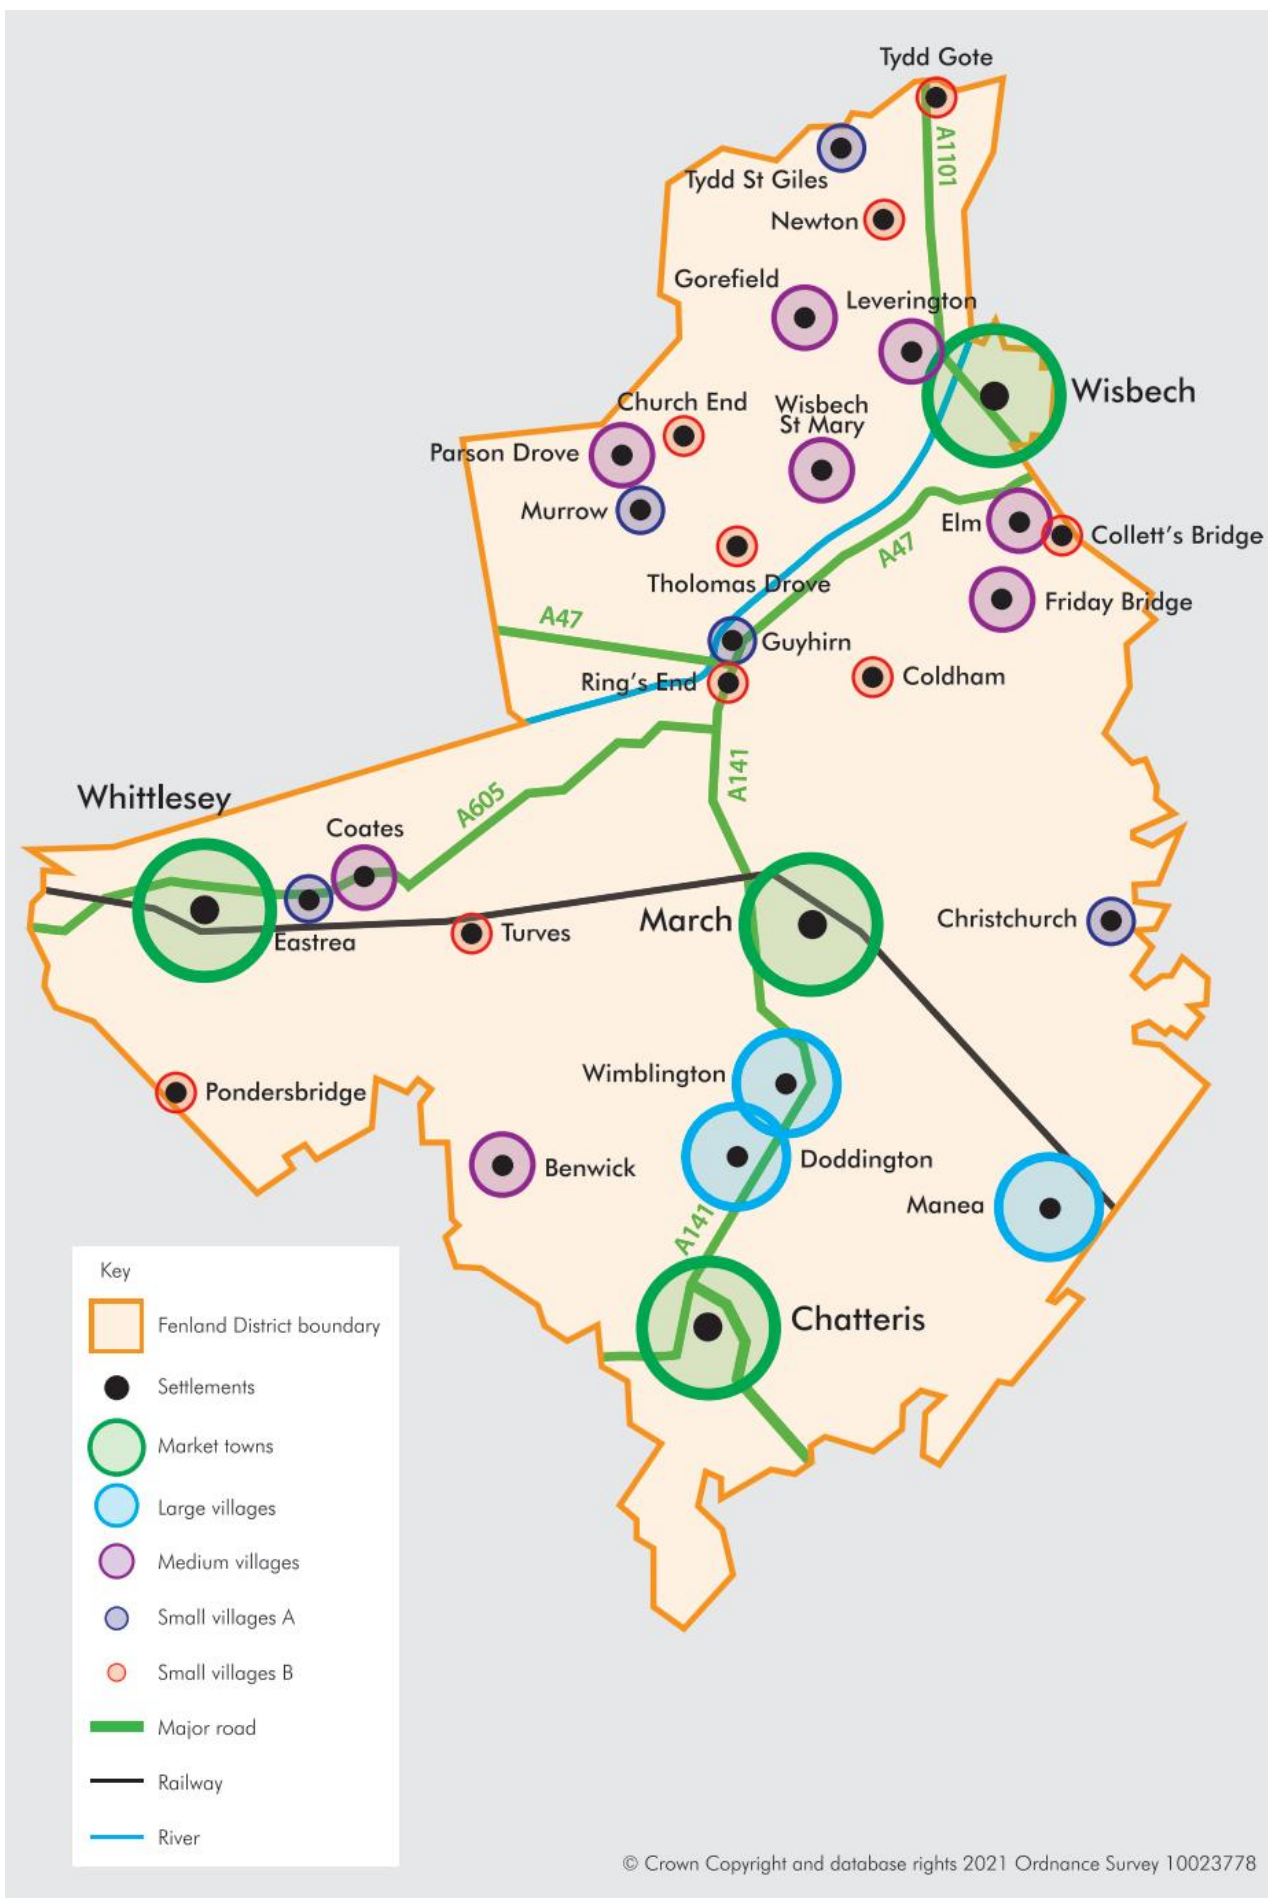 Tydd Gote
A1101
Tydd St Giles
Newton
Gorefield
Leverington
Wisbech
Church End
Wisbech
St Mary
Parson Drove
Murrow
Elm
Collett's Bridge
A47
Tholomas Drove
Friday Bridge
A47
Guyhirn
Ring's End
Coldham
A141
Whittlesey
A605
Coates
March
Christchurch
Eastrea
Turves
Wimblington
Pondersbridge
Doddington
Benwick
Manea
A141
Chatteris
Key
Fenland District boundary
Settlements
Market towns
Large villages
Medium villages
Small villages A
Small villages B
Major road
Railway
River
© Crown Copyright and database rights 2021 Ordnance Survey 10023778